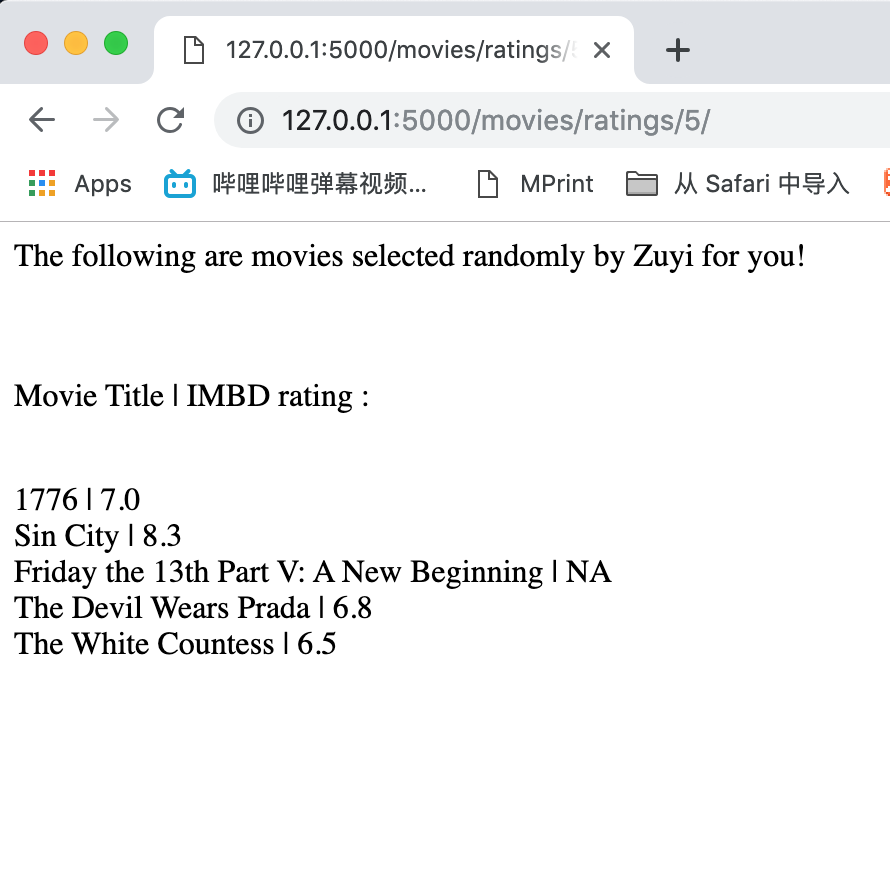 127.0.0.1:5000/movies/ratings/5
127.0.0.1:5000/movies/ratings/5/
Apps 哔哩哔哩弹幕视频... MPrint 从 Safari 中导入
The following are movies selected randomly by Zuyi for you!
Movie Title | IMBD rating :
1776 | 7.0
Sin City | 8.3
Friday the 13th Part V: A New Beginning | NA
The Devil Wears Prada | 6.8
The White Countess | 6.5